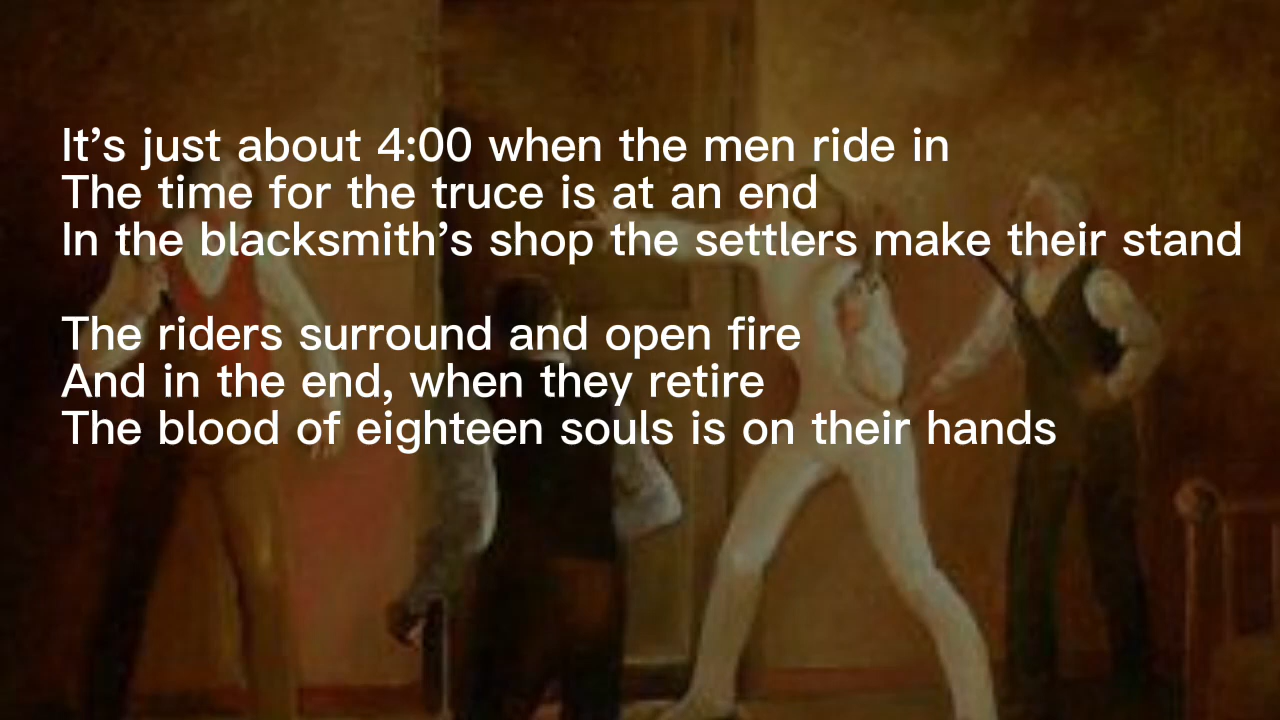 It’s just about 4:00 when the men ride in
The time for the truce is at an end
In the blacksmith’s shop the settlers make their stand
The riders surround and open fire
And in the end, when they retire
The blood of eighteen souls is on their hands